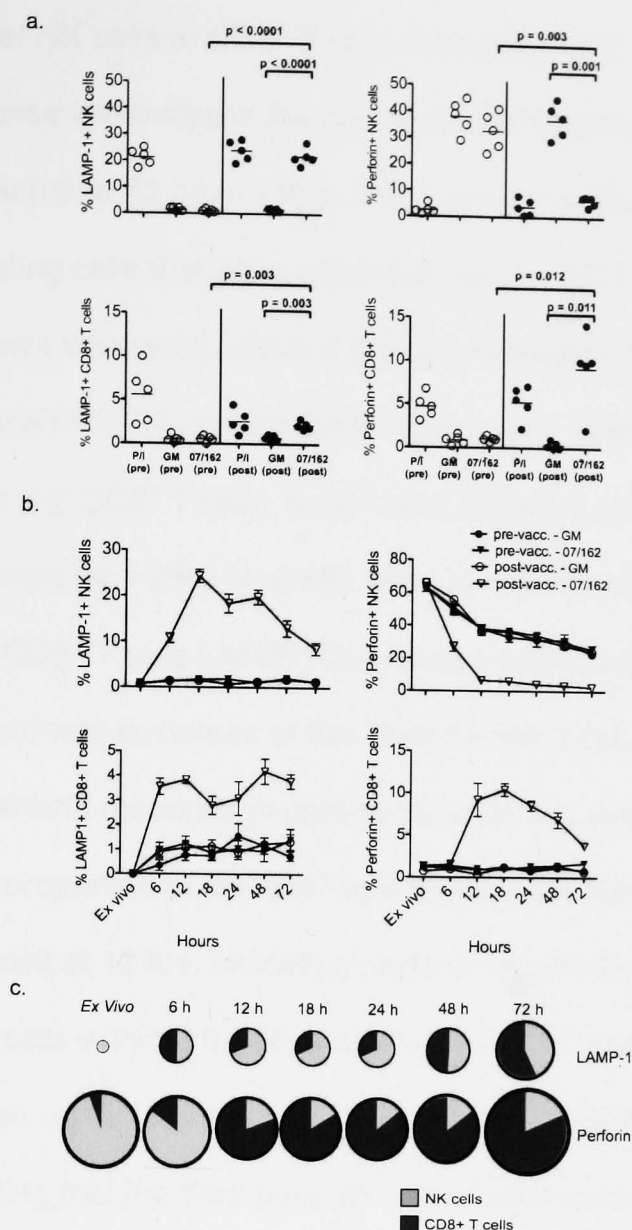 a.
p < 0.0001
p < 0.0001
% LAMP-1+ NK cells
50
40
30
20
10
0
p = 0.003
p = 0.001
% Perforin+ NK cells
50
40
30
20
10
0
p = 0.003
p = 0.003
% LAMP-1+ CD8+ T cells
15
10
5
0
P/I (pre)
GM (pre)
07/162 (pre)
P/I (post)
GM (post)
07/162 (post)
p = 0.012
p = 0.011
% Perforin+ CD8+ T cells
15
10
5
0
P/I (pre)
GM (pre)
07/162 (pre)
P/I (post)
GM (post)
07/162 (post)
b.
% LAMP-1+ NK cells
30
20
10
0
pre-vacc. - GM
pre-vacc. - 07/162
post-vacc. - GM
post-vacc. - 07/162
% Perforin+ NK cells
80
60
40
20
0
% LAMP1+ CD8+ T cells
5
4
3
2
1
0
Ex vivo
6
12
18
24
48
72
Hours
% Perforin+ CD8+ T cells
15
10
5
0
Ex vivo
6
12
18
24
48
72
Hours
c.
Ex Vivo
6 h
12 h
18 h
24 h
48 h
72 h
LAMP-1
Perforin
NK cells
CD8+ T cells